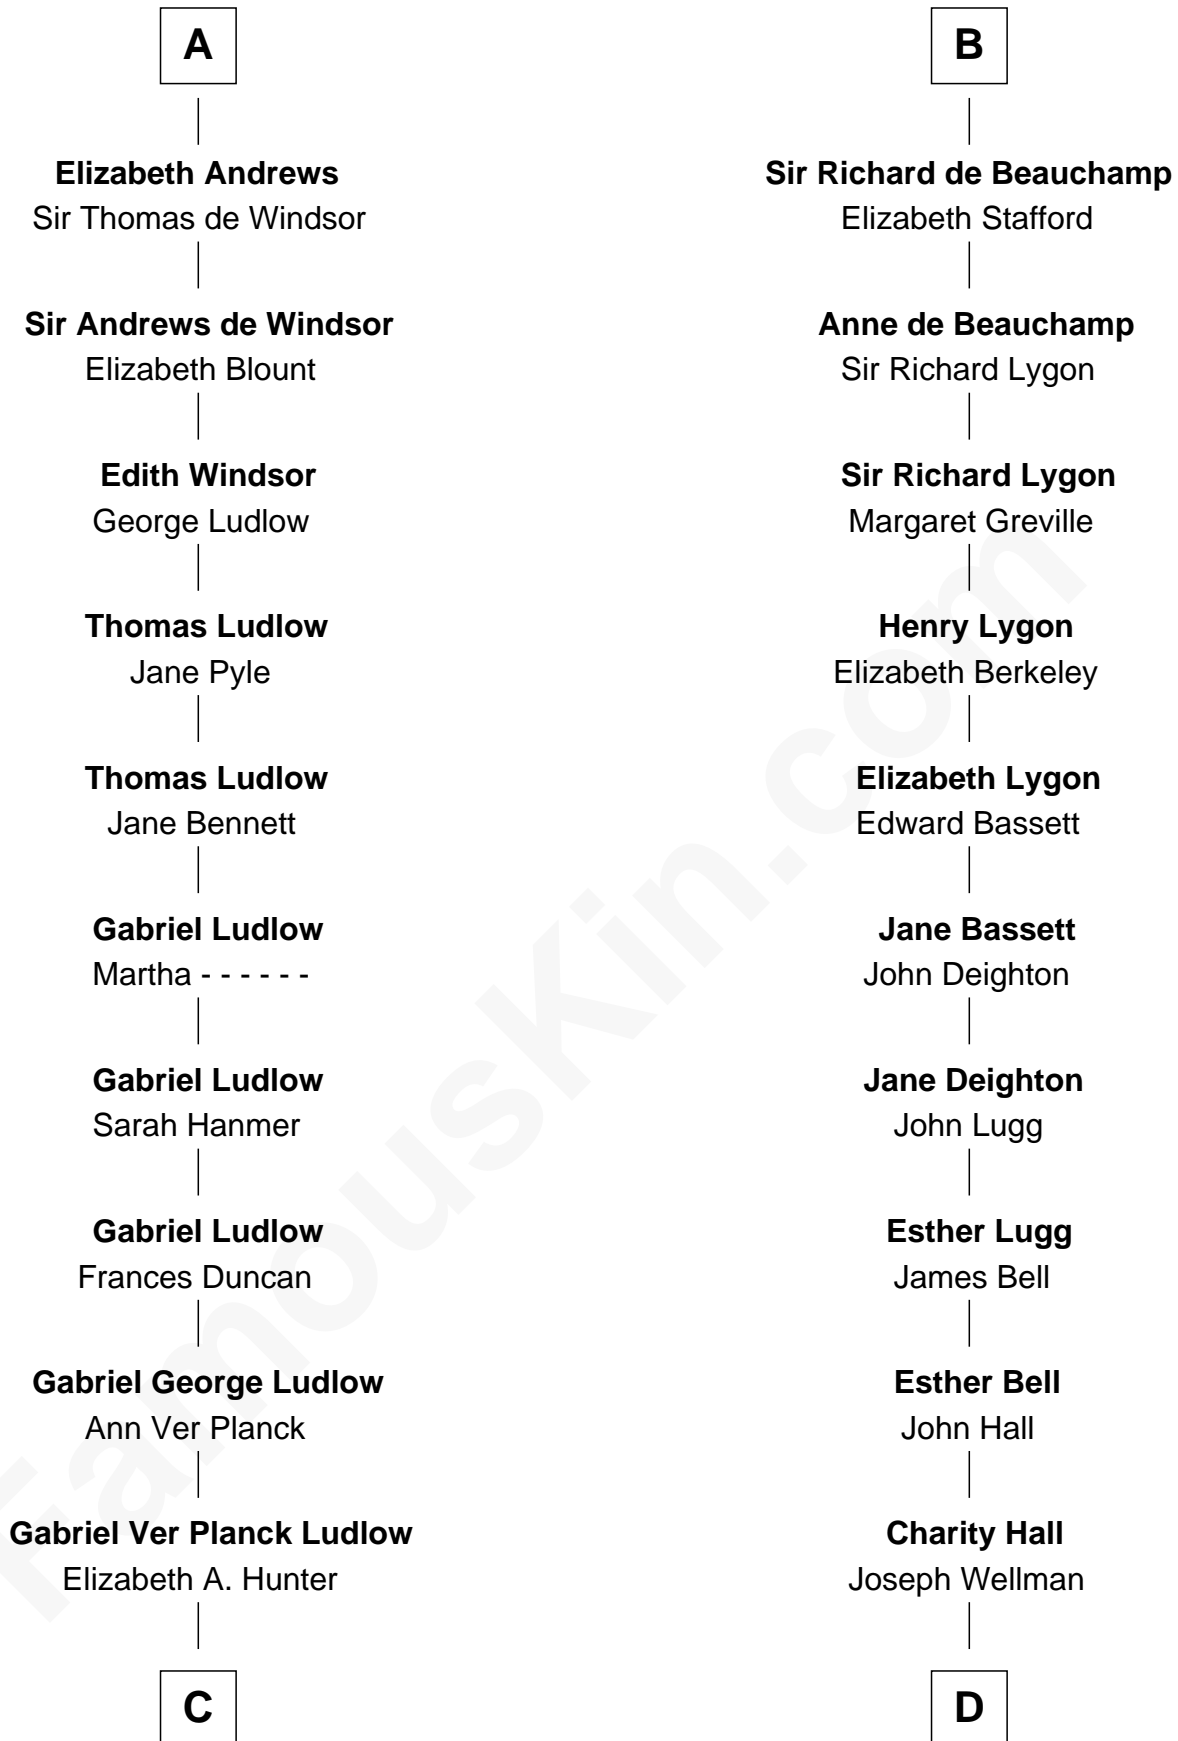 A
Elizabeth Andrews
Sir Thomas de Windsor
Sir Andrews de Windsor
Elizabeth Blount
Edith Windsor
George Ludlow
Thomas Ludlow
Jane Pyle
Thomas Ludlow
Jane Bennett
Gabriel Ludlow
Martha - - - - - -
Gabriel Ludlow
Sarah Hanmer
Gabriel Ludlow
Frances Duncan
Gabriel George Ludlow
Ann Ver Planck
Gabriel Ver Planck Ludlow
Elizabeth A. Hunter
C
B
Sir Richard de Beauchamp
Elizabeth Stafford
Anne de Beauchamp
Sir Richard Lygon
Sir Richard Lygon
Margaret Greville
Henry Lygon
Elizabeth Berkeley
Elizabeth Lygon
Edward Bassett
Jane Bassett
John Deighton
Jane Deighton
John Lugg
Esther Lugg
James Bell
Esther Bell
John Hall
Charity Hall
Joseph Wellman
D
FamousKin.com